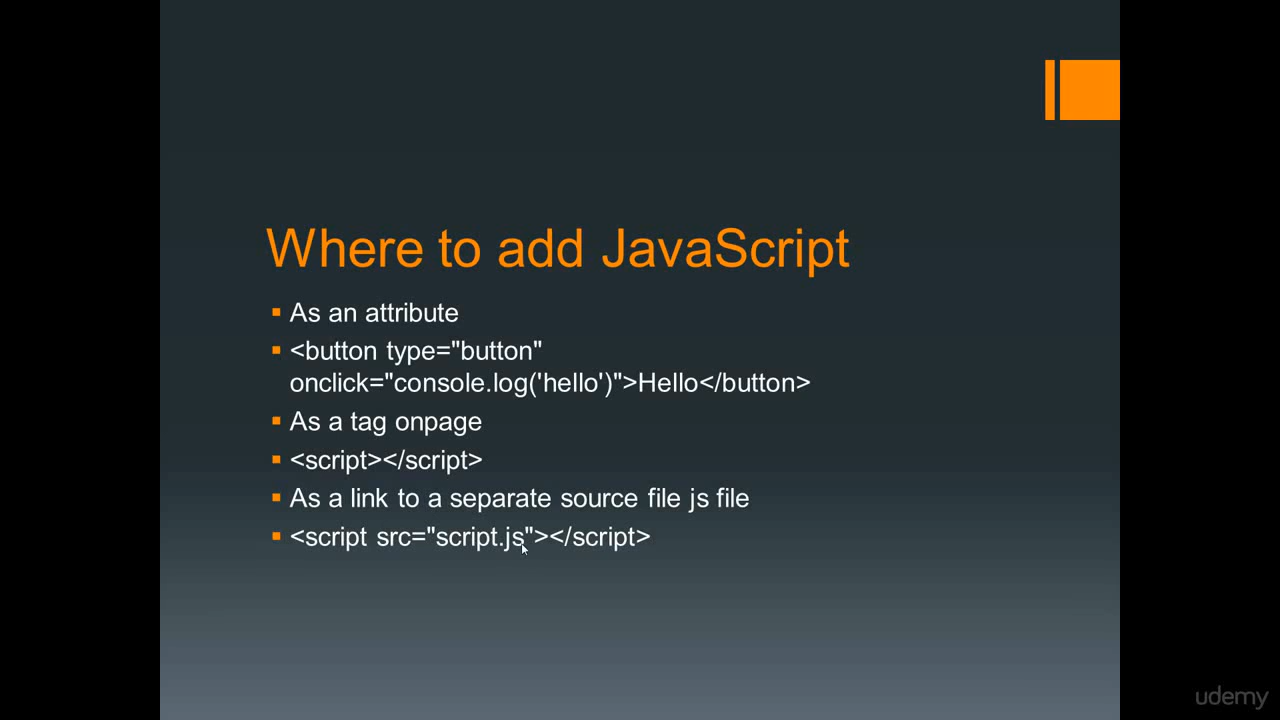 Where to add JavaScript
As an attribute
<button type="button"
onclick="console.log('hello')">Hello</button>
As a tag onpage
<script></script>
As a link to a separate source file js file
<script src="script.js"></script>
udemy